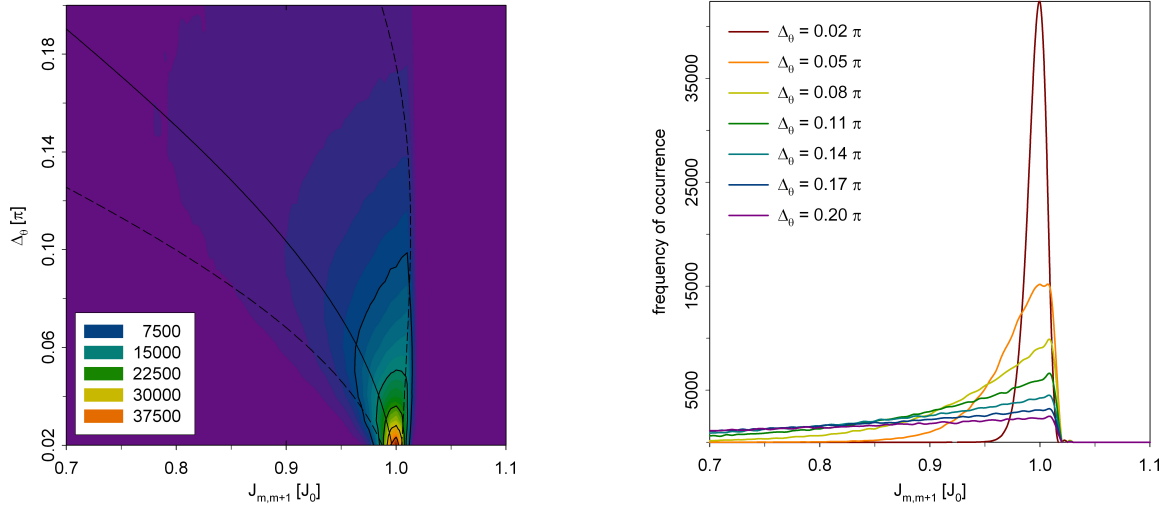 0.18
0.14
0.10
0.06
0.02
Δθ [π]
7500
15000
22500
30000
37500
0.7 0.8 0.9 1.0 1.1
Jm,m+1 [J0]
35000
25000
15000
5000
frequency of occurrence
Δθ = 0.02 π
Δθ = 0.05 π
Δθ = 0.08 π
Δθ = 0.11 π
Δθ = 0.14 π
Δθ = 0.17 π
Δθ = 0.20 π
0.7 0.8 0.9 1.0 1.1
Jm,m+1 [J0]